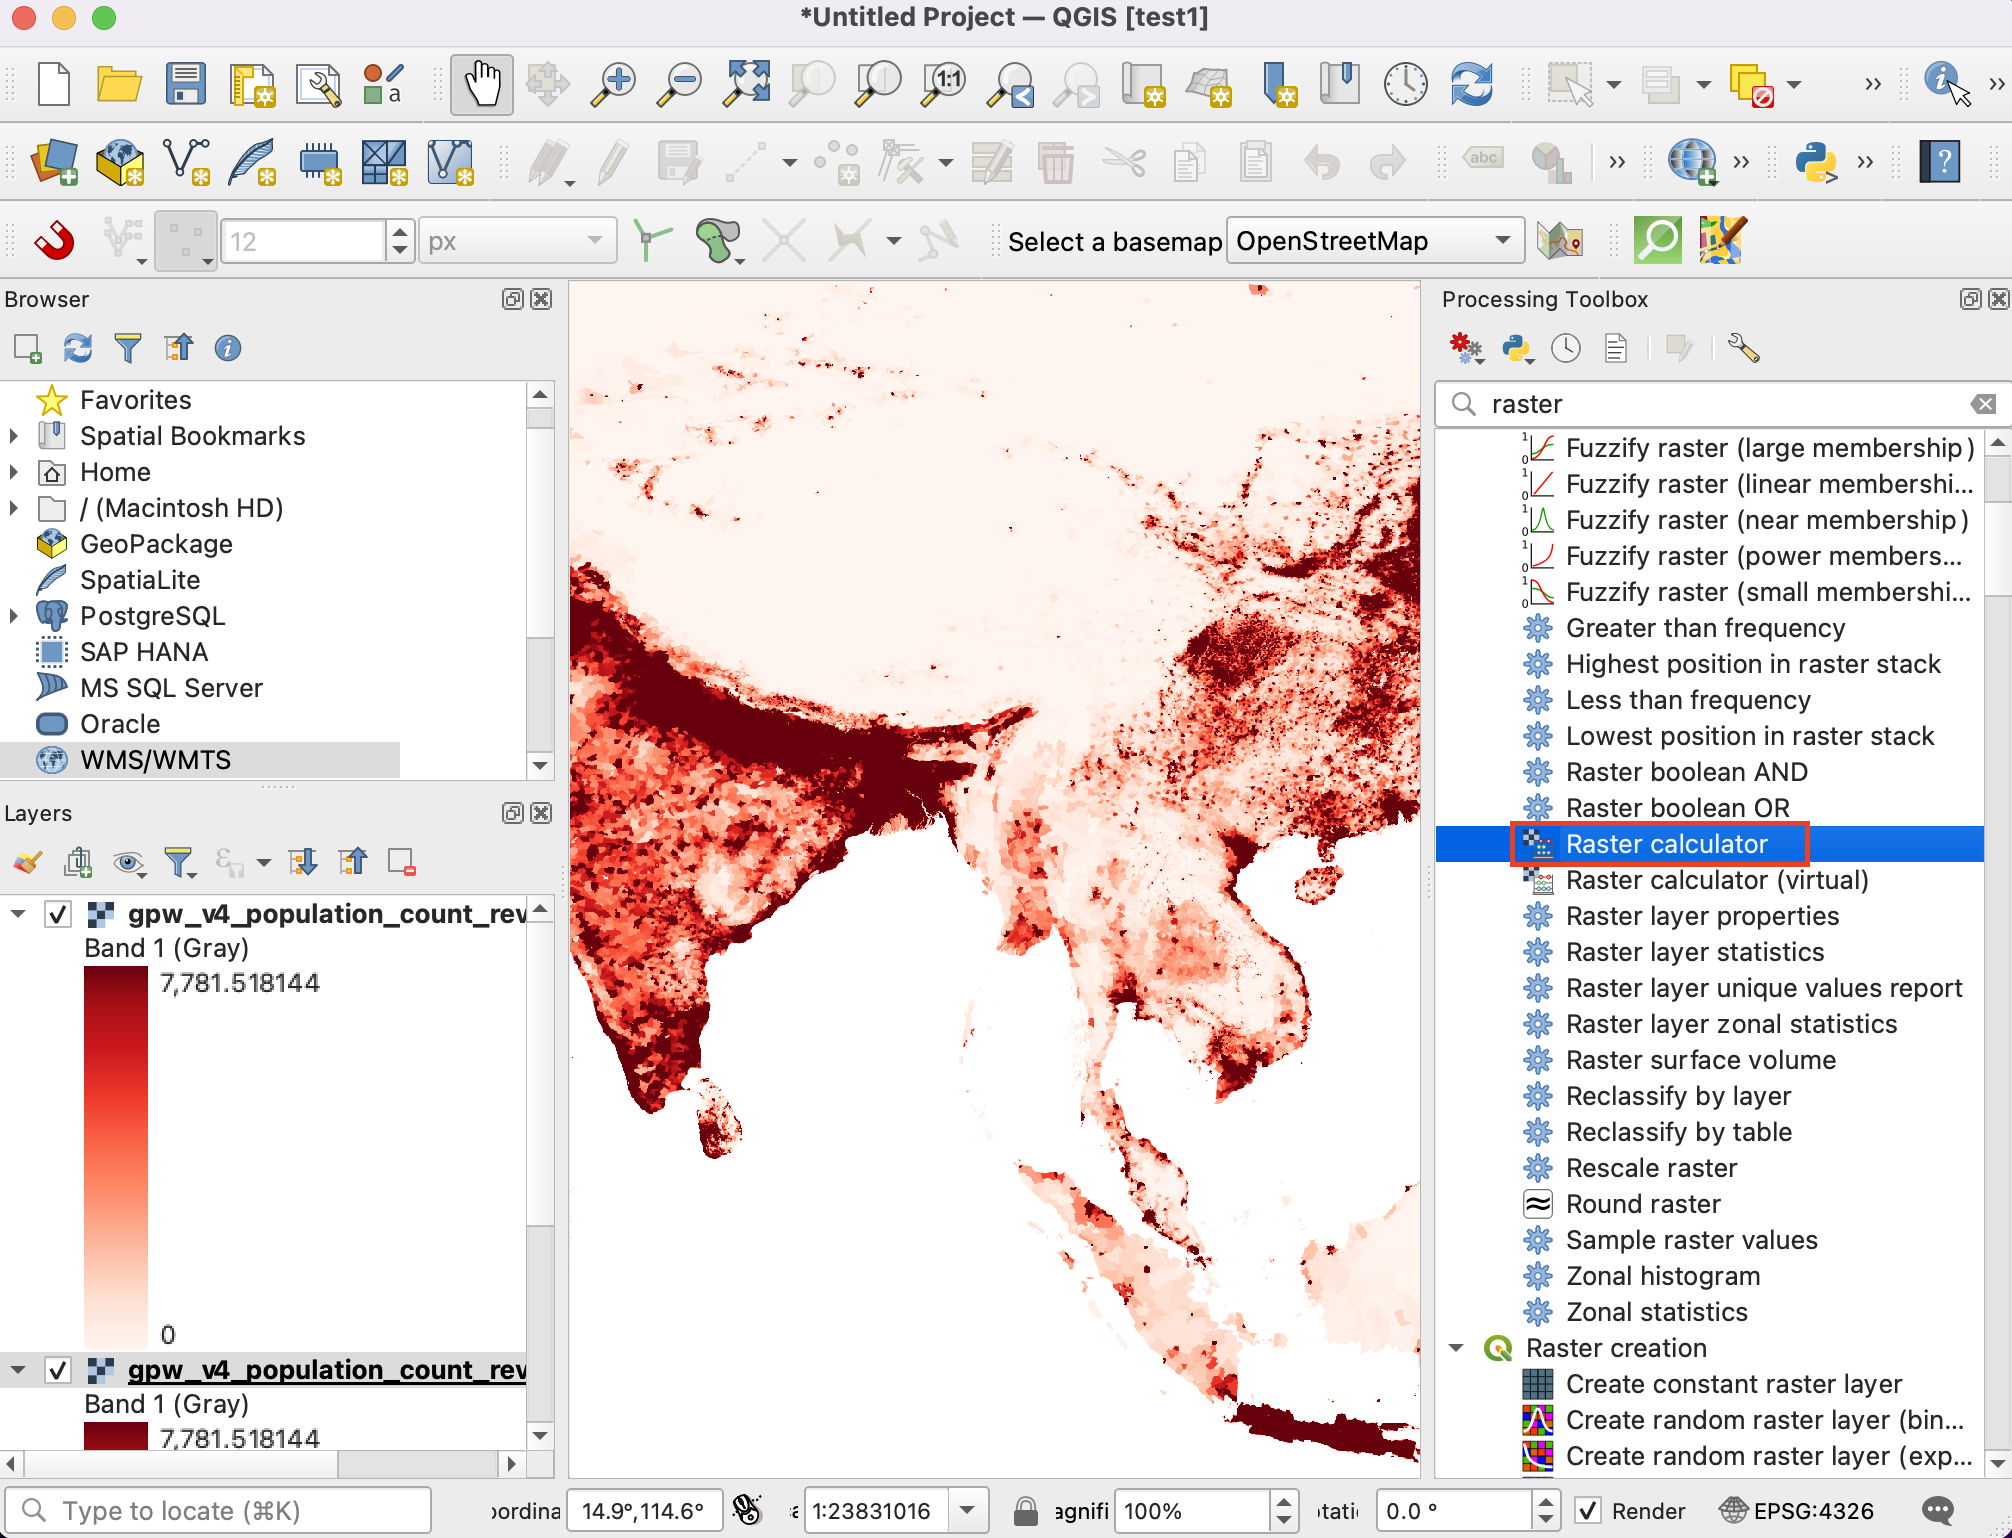 *Untitled Project — QGIS [test1]
1:1
a
abc
?
12
px
Select a basemap
OpenStreetMap
Browser
Favorites
Spatial Bookmarks
Home
/ (Macintosh HD)
GeoPackage
SpatiaLite
PostgreSQL
SAP HANA
MS SQL Server
Oracle
WMS/WMTS
Layers
gpw_v4_population_count_rev
Band 1 (Gray)
7,781.518144
0
gpw_v4_population_count_rev
Band 1 (Gray)
7,781.518144
Processing Toolbox
raster
Fuzzify raster (large membership)
Fuzzify raster (linear membershi...
Fuzzify raster (near membership)
Fuzzify raster (power members...
Fuzzify raster (small membershi...
Greater than frequency
Highest position in raster stack
Less than frequency
Lowest position in raster stack
Raster boolean AND
Raster boolean OR
Raster calculator
Raster calculator (virtual)
Raster layer properties
Raster layer statistics
Raster layer unique values report
Raster layer zonal statistics
Raster surface volume
Reclassify by layer
Reclassify by table
Rescale raster
Round raster
Sample raster values
Zonal histogram
Zonal statistics
Raster creation
Create constant raster layer
Create random raster layer (bin...
Create random raster layer (exp...
Type to locate (⌘K)
oordina
14.9°,114.6°
1:23831016
agnifi
100%
tati
0.0 °
Render
EPSG:4326